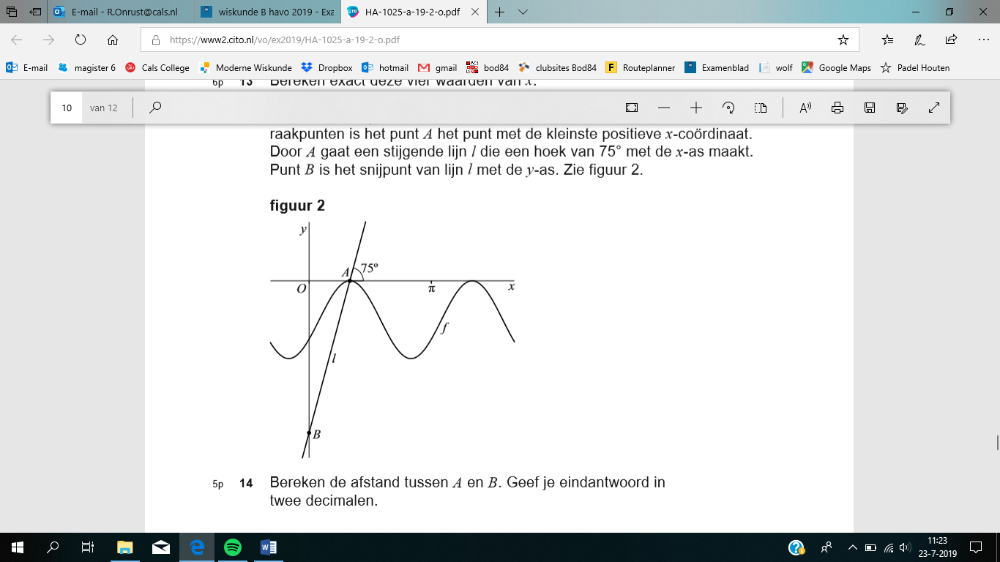 E-mail - R.Onrust@cals.nl
wiskunde B havo 2019 - Exa
HA-1025-a-19-2-o.pdf
https://www2.cito.nl/vo/ex2019/HA-1025-a-19-2-o.pdf
E-mail
magister 6
Cals College
Moderne Wiskunde
Dropbox
hotmail
gmail
bod84
clubsites Bod84
Routeplanner
Examenblad
wolf
Google Maps
Padel Houten
6p 13 Bereken exact deze vier waarden van x.
10 van 12
raakpunten is het punt A het punt met de kleinste positieve x-coördinaat.
Door A gaat een stijgende lijn l die een hoek van 75° met de x-as maakt.
Punt B is het snijpunt van lijn l met de y-as. Zie figuur 2.
figuur 2
y
A 75º
O π x
f
l
B
5p 14 Bereken de afstand tussen A en B. Geef je eindantwoord in
twee decimalen.
11:23
23-7-2019